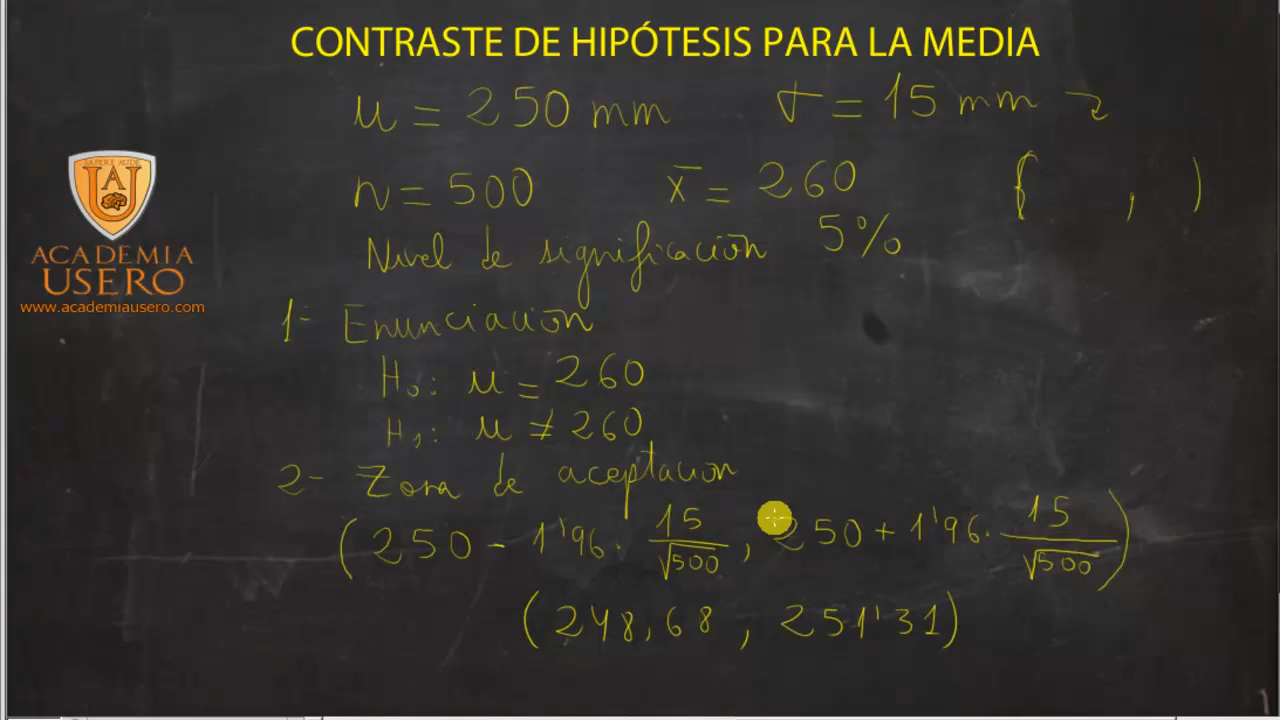 CONTRASTE DE HIPÓTESIS PARA LA MEDIA
μ = 250 mm σ = 15 mm
n = 500 x̄ = 260 ( , )
Nivel de significación 5%
SAPERE AUDE
UA
ACADEMIA
USERO
www.academiausero.com
1- Enunciación
H₀: μ = 260
H₁: μ ≠ 260
2- Zona de aceptación
(250 - 1'96 · 15/√500 , 250 + 1'96 · 15/√500)
(248,68 , 251'31)